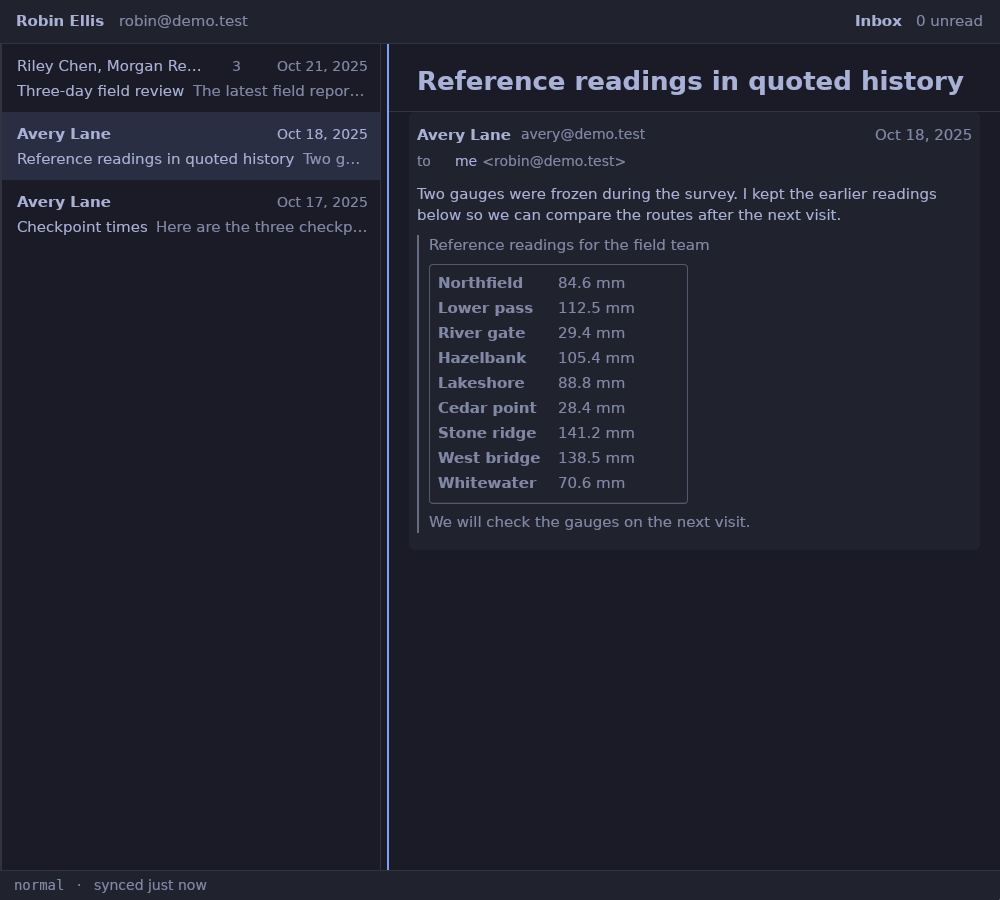 Robin Ellis robin@demo.test
Inbox 0 unread
Riley Chen, Morgan Re… 3 Oct 21, 2025
Three-day field review The latest field repor…
Avery Lane Oct 18, 2025
Reference readings in quoted history Two g…
Avery Lane Oct 17, 2025
Checkpoint times Here are the three checkp…
Reference readings in quoted history
Avery Lane avery@demo.test Oct 18, 2025
to me <robin@demo.test>
Two gauges were frozen during the survey. I kept the earlier readings
below so we can compare the routes after the next visit.
Reference readings for the field team
Northfield 84.6 mm
Lower pass 112.5 mm
River gate 29.4 mm
Hazelbank 105.4 mm
Lakeshore 88.8 mm
Cedar point 28.4 mm
Stone ridge 141.2 mm
West bridge 138.5 mm
Whitewater 70.6 mm
We will check the gauges on the next visit.
normal · synced just now